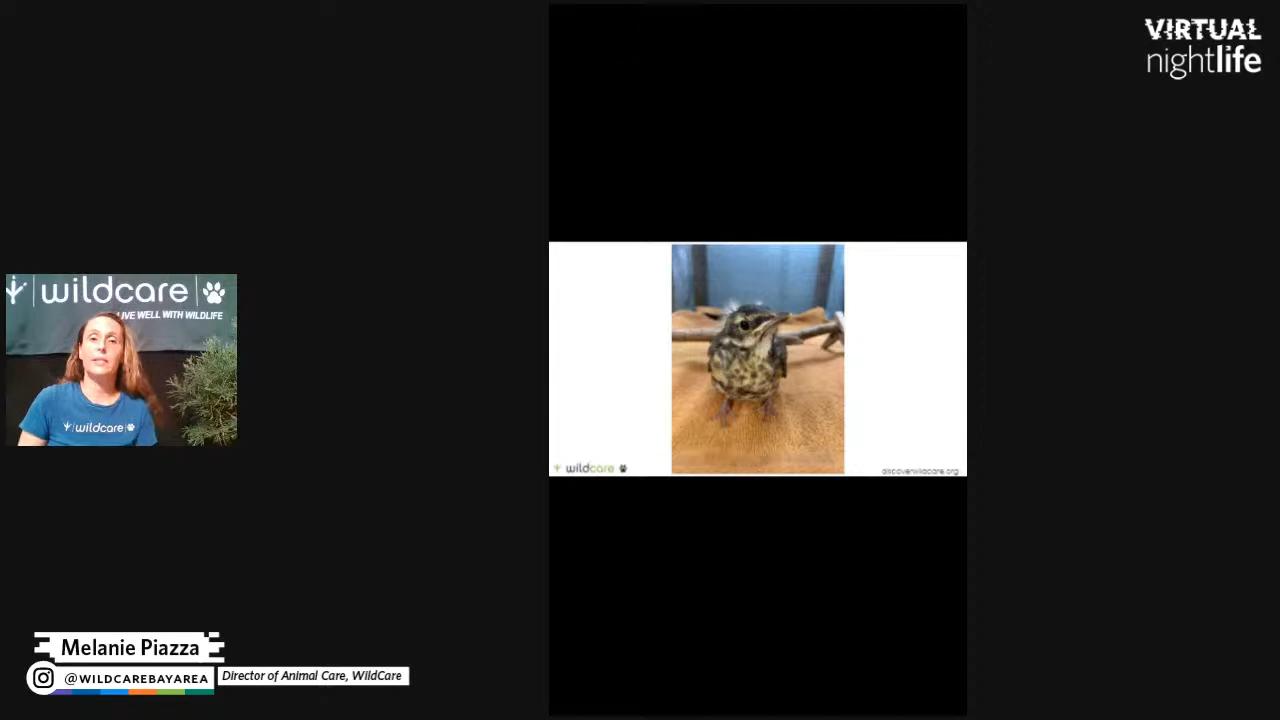 VIRTUAL
nightlife
wildcare
LIVE WELL WITH WILDLIFE
wildcare
wildcare
discoverwildcare.org
Melanie Piazza
@WILDCAREBAYAREA
Director of Animal Care, WildCare